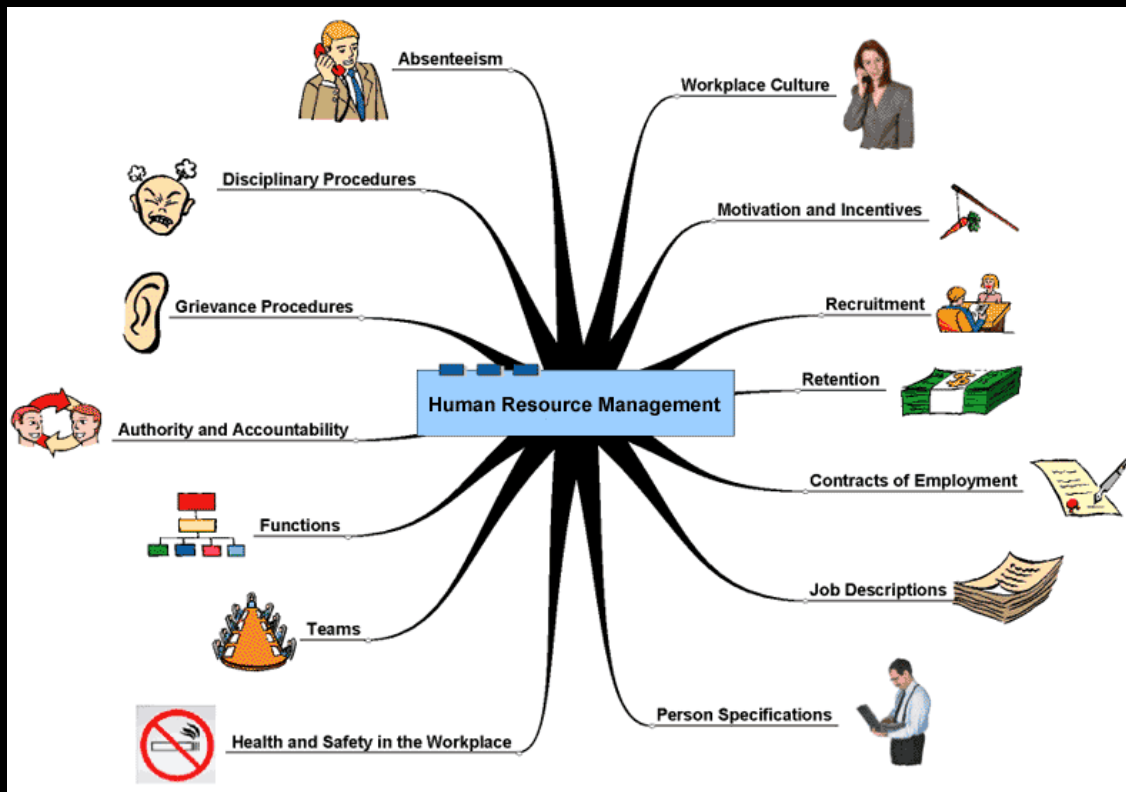 Absenteeism
Workplace Culture
Disciplinary Procedures
Motivation and Incentives
Grievance Procedures
Recruitment
Retention
Human Resource Management
Authority and Accountability
Contracts of Employment
Functions
Job Descriptions
Teams
Person Specifications
Health and Safety in the Workplace